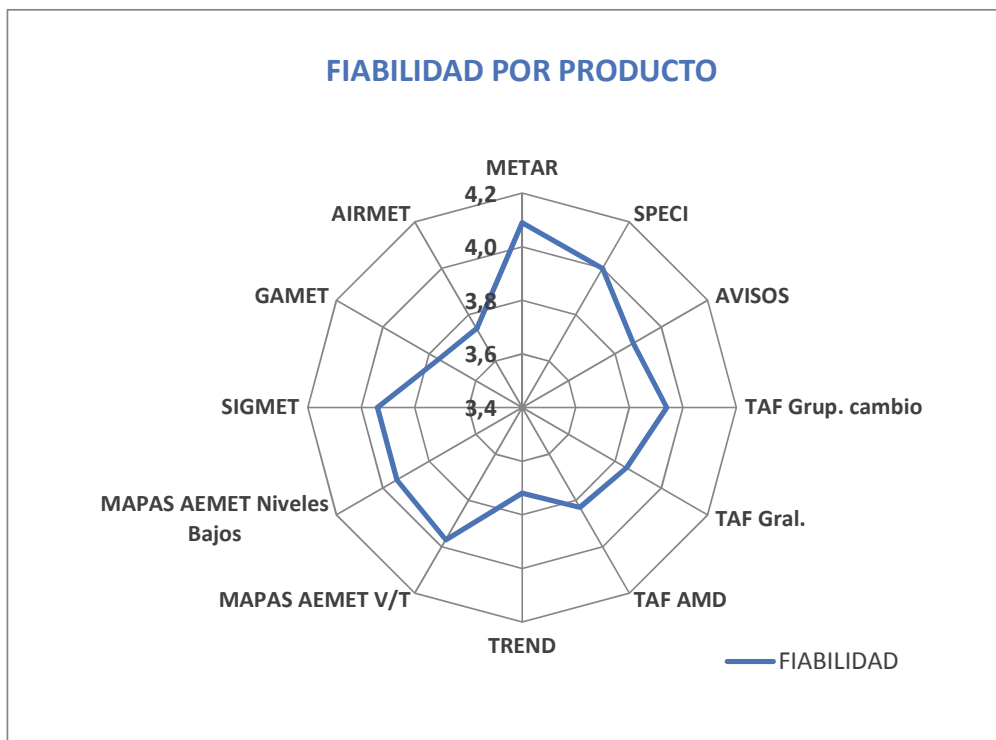 FIABILIDAD POR PRODUCTO
METAR
4,2
AIRMET
SPECI
4,0
GAMET
AVISOS
3,8
3,6
SIGMET
3,4
TAF Grup. cambio
MAPAS AEMET Niveles
Bajos
TAF Gral.
MAPAS AEMET V/T
TAF AMD
TREND
FIABILIDAD